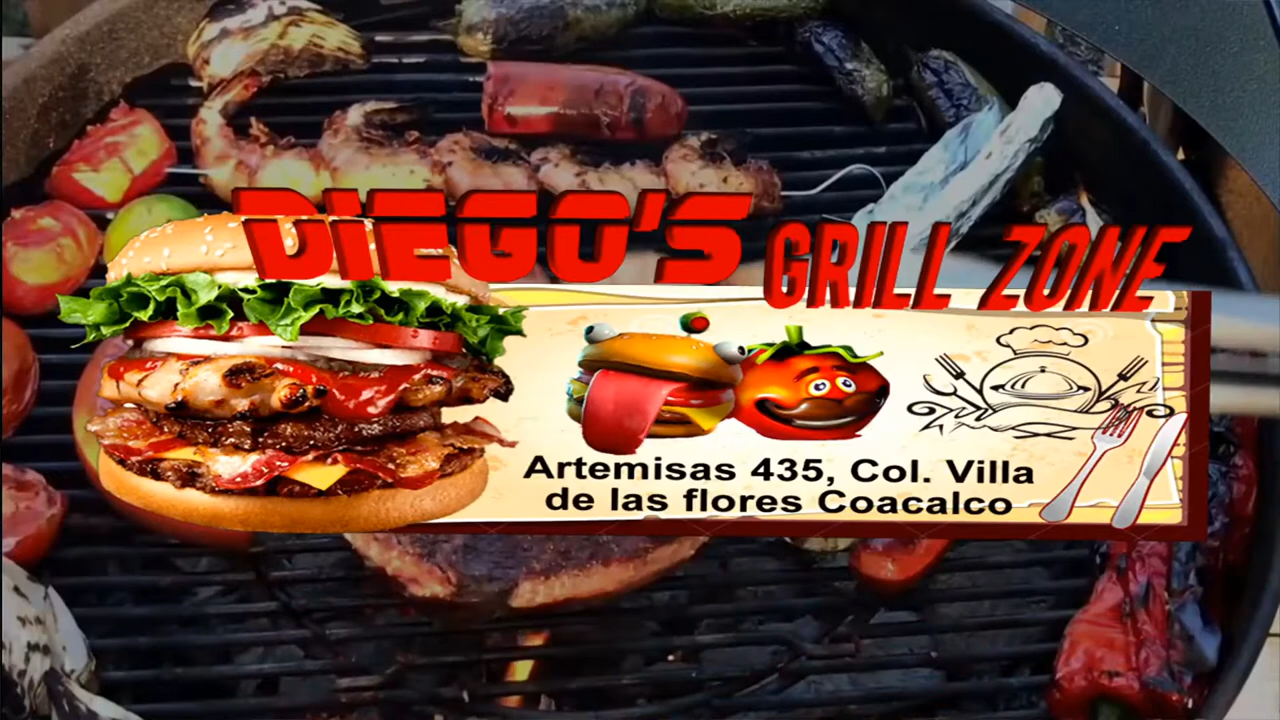 DIEGO'S GRILL ZONE
Artemisas 435, Col. Villa
de las flores Coacalco